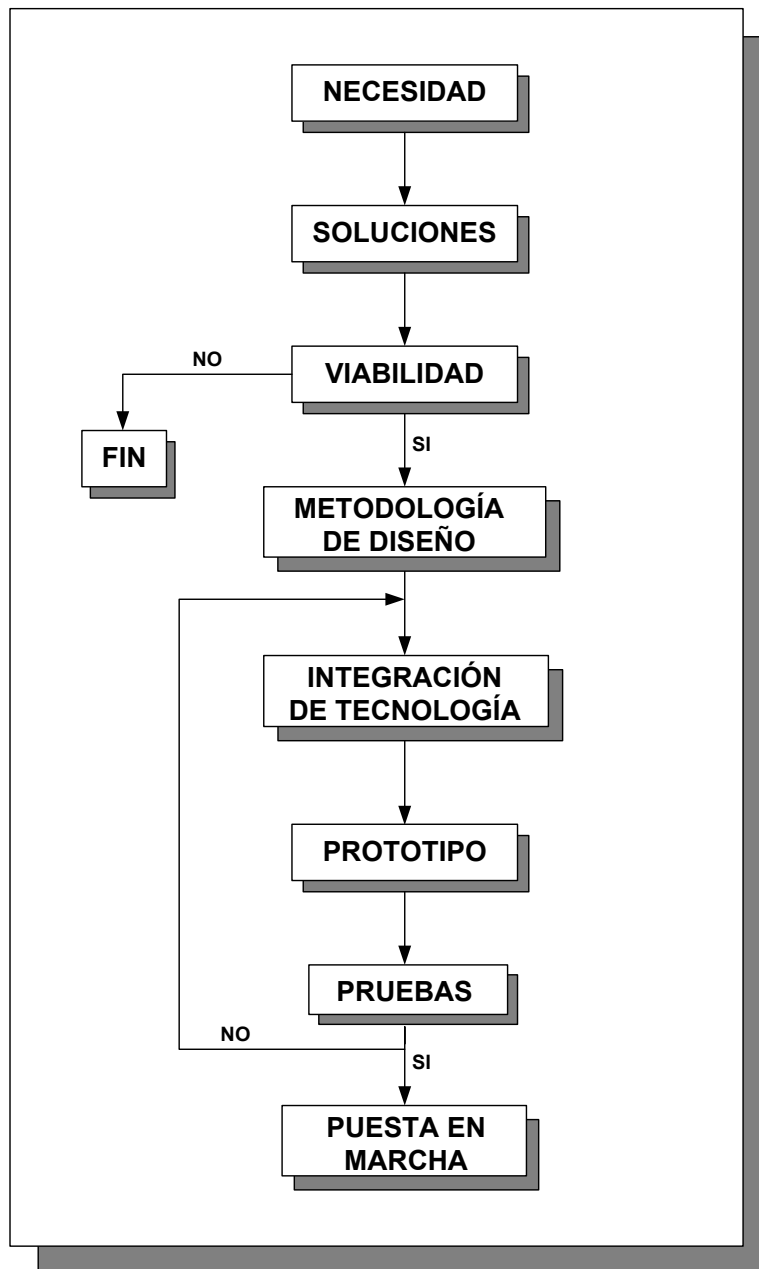 NECESIDAD
SOLUCIONES
NO
VIABILIDAD
FIN
SI
METODOLOGÍA
DE DISEÑO
INTEGRACIÓN
DE TECNOLOGÍA
PROTOTIPO
PRUEBAS
NO
SI
PUESTA EN
MARCHA